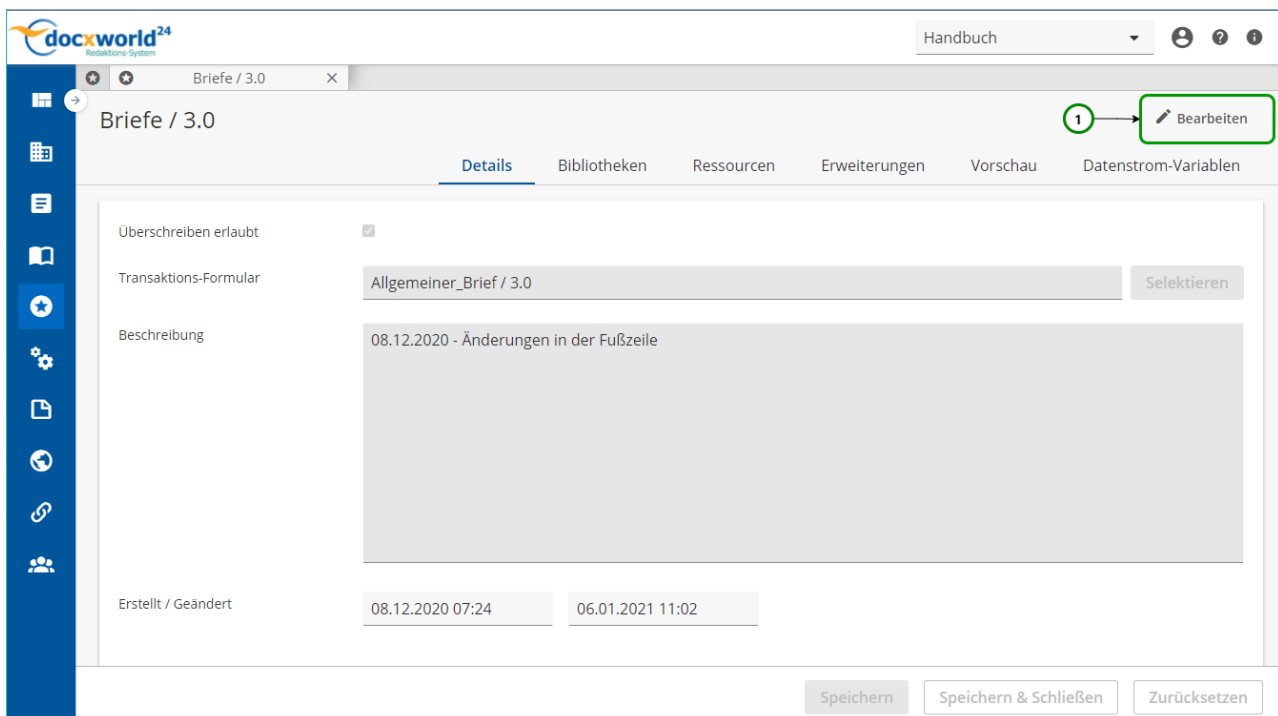 docxworld24
Redaktions-System
Handbuch
Briefe / 3.0
Briefe / 3.0
1
Bearbeiten
Details
Bibliotheken
Ressourcen
Erweiterungen
Vorschau
Datenstrom-Variablen
Überschreiben erlaubt
Transaktions-Formular
Allgemeiner_Brief / 3.0
Selektieren
Beschreibung
08.12.2020 - Änderungen in der Fußzeile
Erstellt / Geändert
08.12.2020 07:24
06.01.2021 11:02
Speichern
Speichern & Schließen
Zurücksetzen